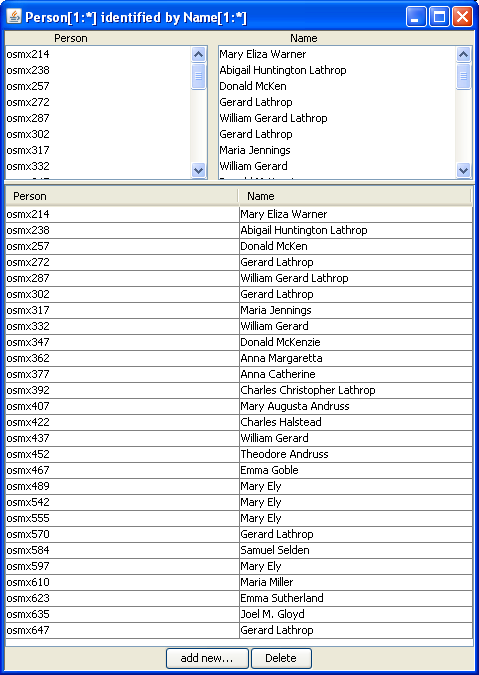 Person[1:*] identified by Name[1:*]
Person Name
osmx214 Mary Eliza Warner
osmx238 Abigail Huntington Lathrop
osmx257 Donald McKen
osmx272 Gerard Lathrop
osmx287 William Gerard Lathrop
osmx302 Gerard Lathrop
osmx317 Maria Jennings
osmx332 William Gerard
Person Name
osmx214 Mary Eliza Warner
osmx238 Abigail Huntington Lathrop
osmx257 Donald McKen
osmx272 Gerard Lathrop
osmx287 William Gerard Lathrop
osmx302 Gerard Lathrop
osmx317 Maria Jennings
osmx332 William Gerard
osmx347 Donald McKenzie
osmx362 Anna Margaretta
osmx377 Anna Catherine
osmx392 Charles Christopher Lathrop
osmx407 Mary Augusta Andruss
osmx422 Charles Halstead
osmx437 William Gerard
osmx452 Theodore Andruss
osmx467 Emma Goble
osmx489 Mary Ely
osmx542 Mary Ely
osmx555 Mary Ely
osmx570 Gerard Lathrop
osmx584 Samuel Selden
osmx597 Mary Ely
osmx610 Maria Miller
osmx623 Emma Sutherland
osmx635 Joel M. Gloyd
osmx647 Gerard Lathrop
add new... Delete